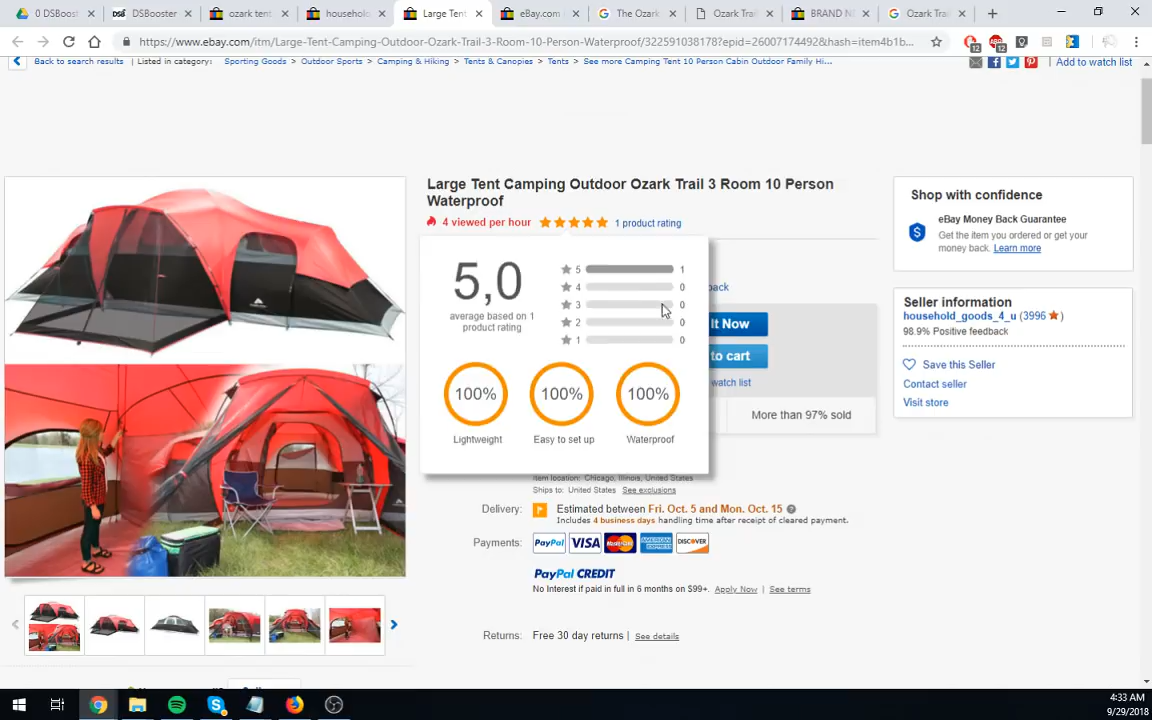 DSBooste
DSBooster
ozark tent
househol
Large Tent
eBay.com
The Ozark
Ozark Trai
BRAND N
Ozark Trai
https://www.ebay.com/itm/Large-Tent-Camping-Outdoor-Ozark-Trail-3-Room-10-Person-Waterproof/322591038178?epid=26007174492&hash=item4b1c...
12
12
Back to search results | Listed in category: Sporting Goods > Outdoor Sports > Camping & Hiking > Tents & Canopies > Tents > See more Camping Tent 10 Person Cabin Outdoor Family Hi...
Add to watch list
Large Tent Camping Outdoor Ozark Trail 3 Room 10 Person
Waterproof
4 viewed per hour
1 product rating
5,0
average based on 1
product rating
5 1
4 0
3 0
2 0
1 0
100% 100% 100%
Lightweight Easy to set up Waterproof
back
It Now
to cart
watch list
More than 97% sold
Item location: Chicago, Illinois, United States
Ships to: United States See exclusions
Delivery: Estimated between Fri. Oct. 5 and Mon. Oct. 15
Includes 4 business days handling time after receipt of cleared payment.
Payments: PayPal VISA MasterCard AMERICAN EXPRESS DISCOVER
PayPal CREDIT
No Interest if paid in full in 6 months on $99+. Apply Now | See terms
Returns: Free 30 day returns | See details
Shop with confidence
eBay Money Back Guarantee
Get the item you ordered or get your
money back. Learn more
Seller information
household_goods_4_u (3996 )
98.9% Positive feedback
Save this Seller
Contact seller
Visit store
4:33 AM
9/29/2018